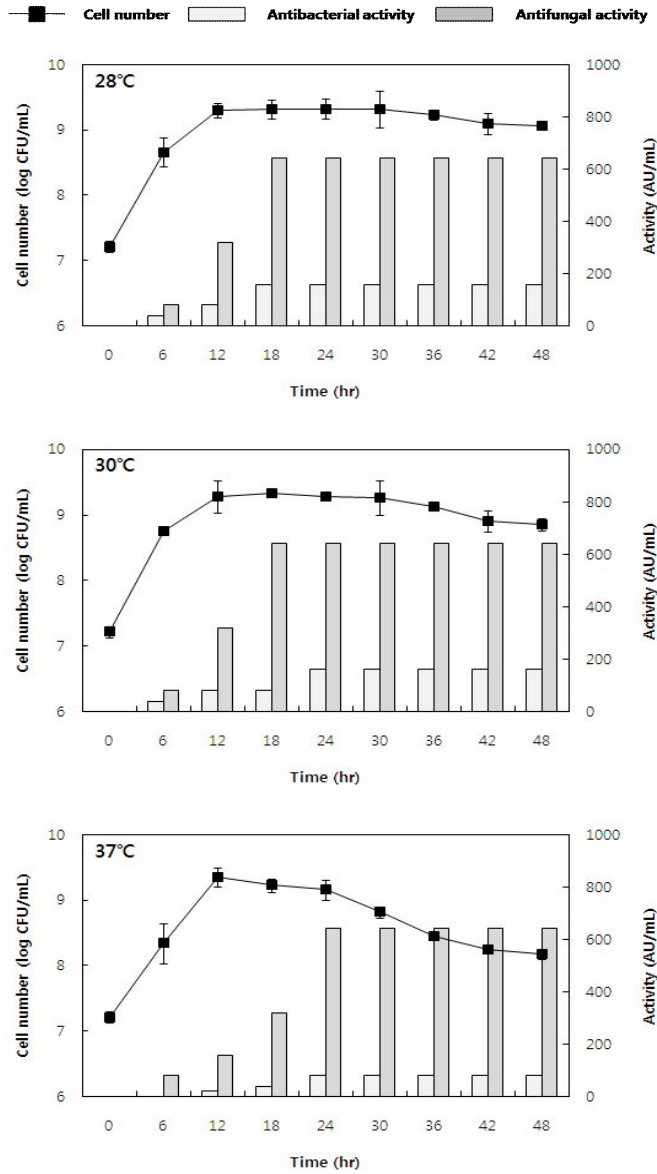 Cell number Antibacterial activity Antifungal activity
28℃
Cell number (log CFU/mL)
10
9
8
7
6
1000
800
600
400
200
0
Activity (AU/mL)
0 6 12 18 24 30 36 42 48
Time (hr)
30℃
Cell number (log CFU/mL)
10
9
8
7
6
1000
800
600
400
200
0
Activity (AU/mL)
0 6 12 18 24 30 36 42 48
Time (hr)
37℃
Cell number (log CFU/mL)
10
9
8
7
6
1000
800
600
400
200
0
Activity (AU/mL)
0 6 12 18 24 30 36 42 48
Time (hr)